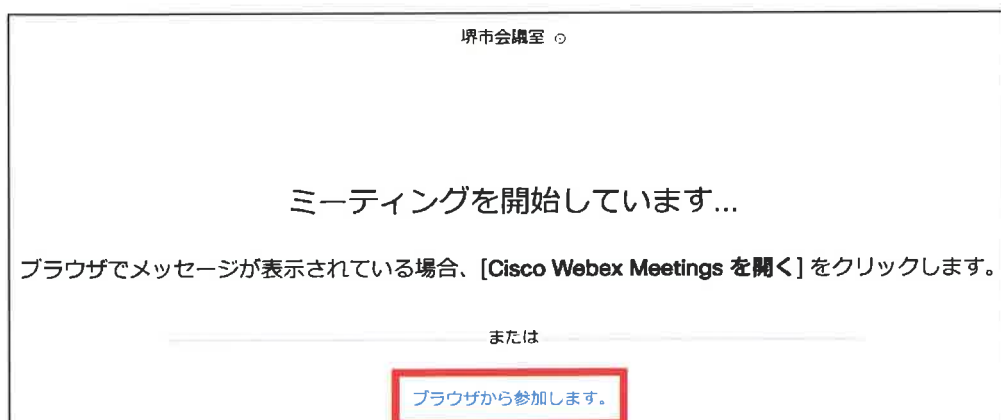 堺市会議室
ミーティングを開始しています...
ブラウザでメッセージが表示されている場合、[Cisco Webex Meetings を開く] をクリックします。
または
ブラウザから参加します。